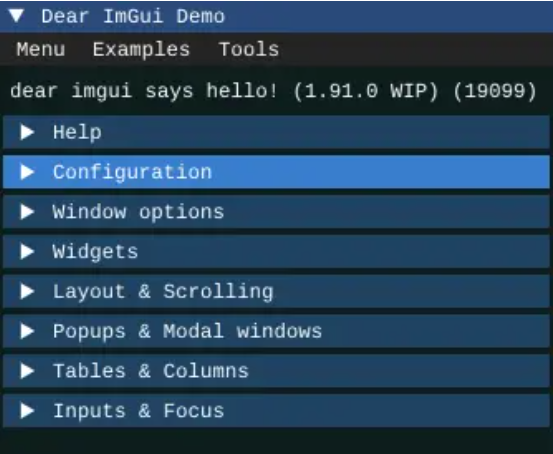 Dear ImGui Demo
Menu Examples Tools
dear imgui says hello! (1.91.0 WIP) (19099)
Help
Configuration
Window options
Widgets
Layout & Scrolling
Popups & Modal windows
Tables & Columns
Inputs & Focus